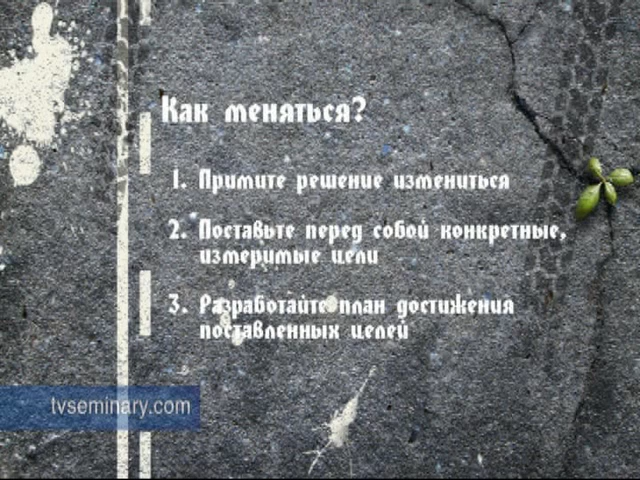 Как меняться?
1. Примите решение измениться
2. Поставьте перед собой конкретные,
измеримые цели
3. Разработайте план достижения
поставленных целей
tvseminary.com